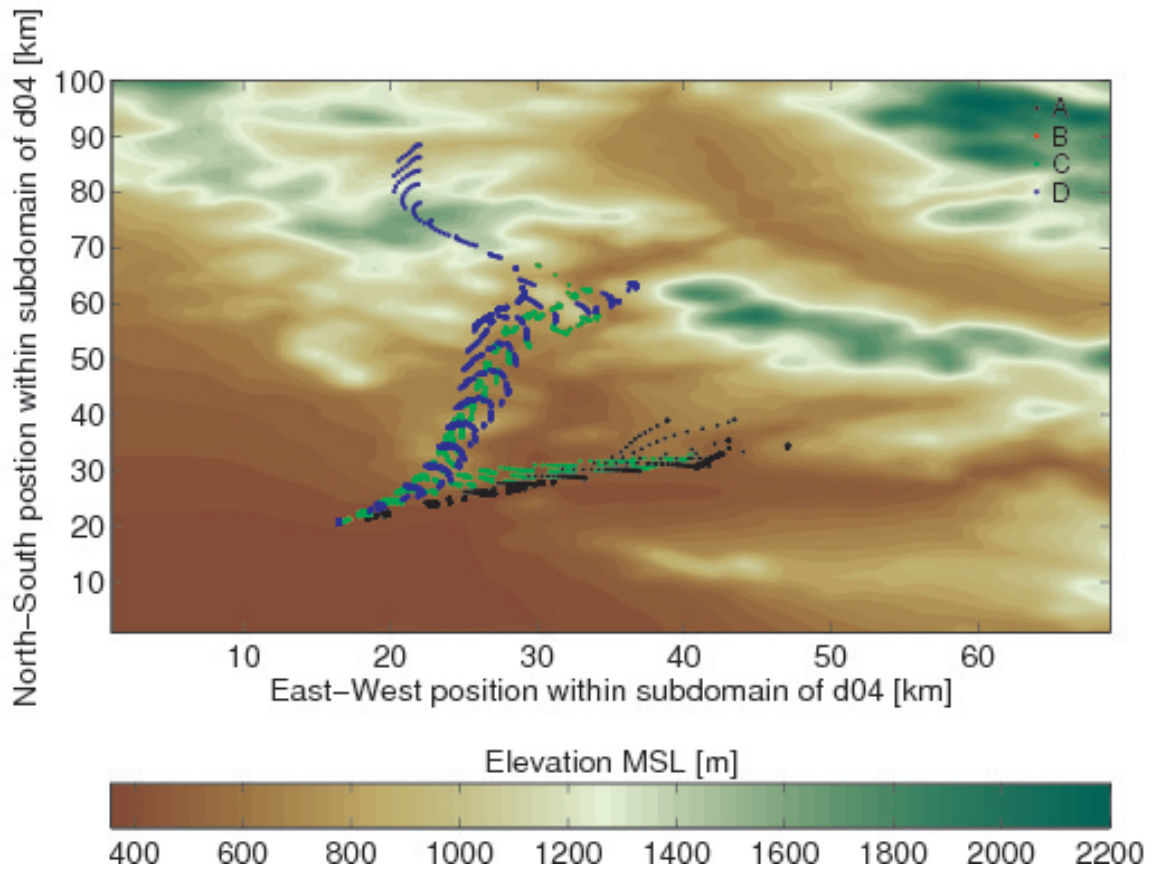 North−South postion within subdomain of d04 [km]
100
90
80
70
60
50
40
30
20
10
A
B
C
D
10 20 30 40 50 60
East−West position within subdomain of d04 [km]
Elevation MSL [m]
400 600 800 1000 1200 1400 1600 1800 2000 2200